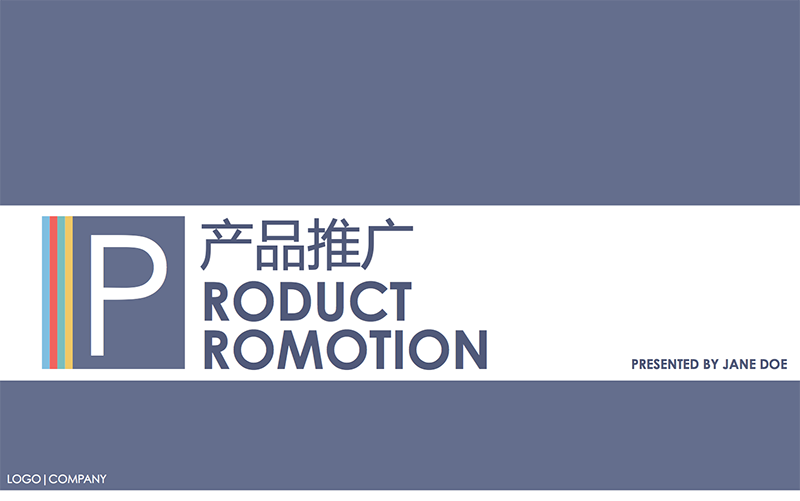 P
产品推广
RODUCT
ROMOTION
PRESENTED BY JANE DOE
LOGO|COMPANY